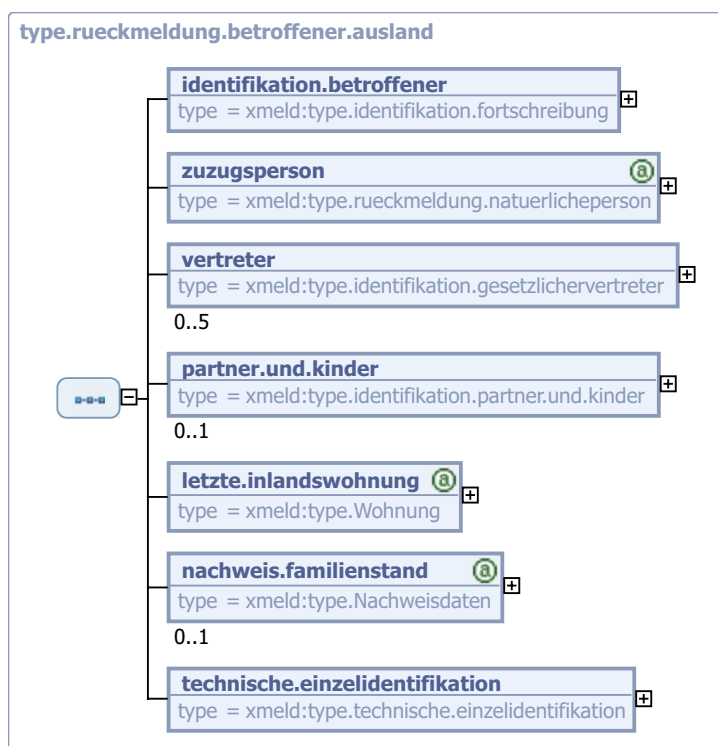 type.rueckmeldung.betroffener.ausland
identifikation.betroffener
type = xmeld:type.identifikation.fortschreibung
zuzugsperson
a
type = xmeld:type.rueckmeldung.natuerlicheperson
vertreter
type = xmeld:type.identifikation.gesetzlichervertreter
0..5
partner.und.kinder
type = xmeld:type.identifikation.partner.und.kinder
0..1
letzte.inlandswohnung
a
type = xmeld:type.Wohnung
nachweis.familienstand
a
type = xmeld:type.Nachweisdaten
0..1
technische.einzelidentifikation
type = xmeld:type.technische.einzelidentifikation